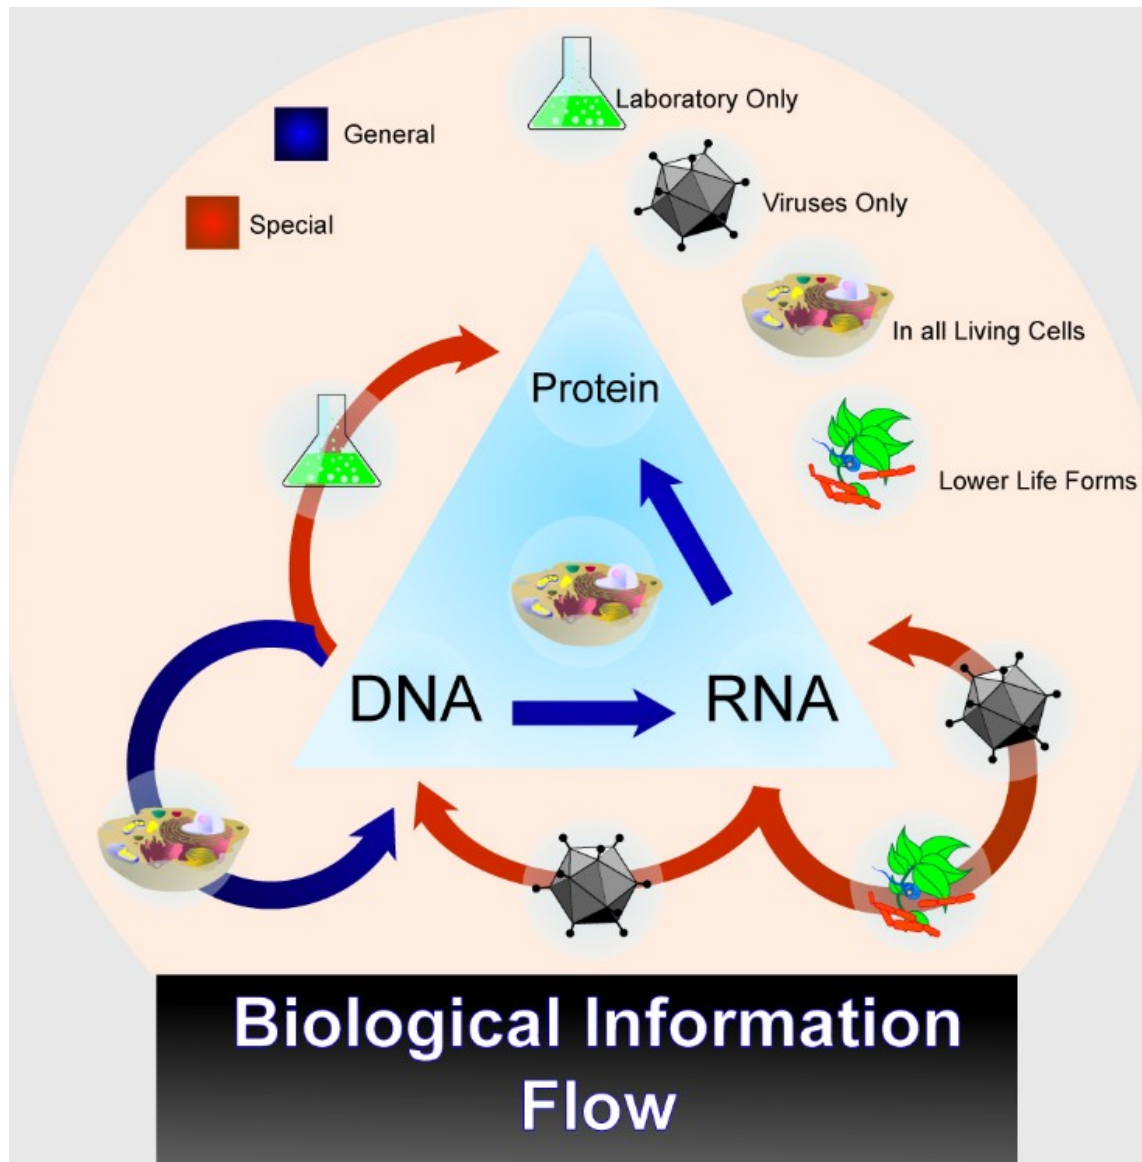 Laboratory Only
General
Viruses Only
Special
In all Living Cells
Protein
Lower Life Forms
DNA
RNA
Biological Information
Flow